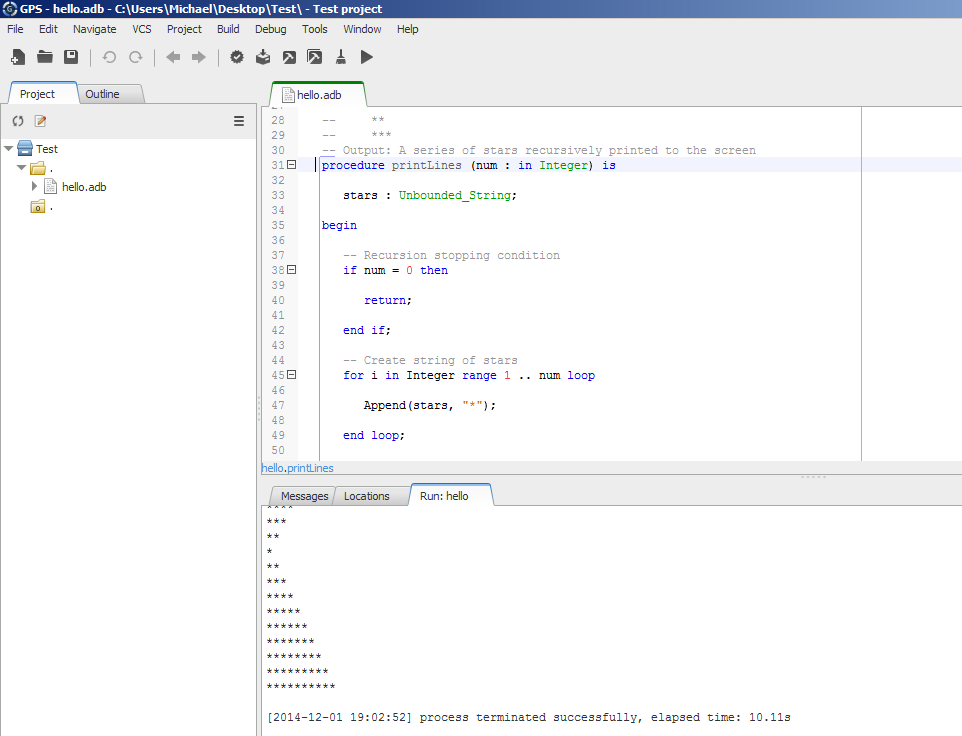 GPS - hello.adb - C:\Users\Michael\Desktop\Test\ - Test project
File Edit Navigate VCS Project Build Debug Tools Window Help
Project Outline
Test
.
hello.adb
.
hello.adb
28 -- **
29 -- ***
30 -- Output: A series of stars recursively printed to the screen
31 procedure printLines (num : in Integer) is
32
33 stars : Unbounded_String;
34
35 begin
36
37 -- Recursion stopping condition
38 if num = 0 then
39
40 return;
41
42 end if;
43
44 -- Create string of stars
45 for i in Integer range 1 .. num loop
46
47 Append(stars, "*");
48
49 end loop;
50
hello.printLines
Messages Locations Run: hello
****
***
**
*
**
***
****
*****
******
*******
********
*********
**********
[2014-12-01 19:02:52] process terminated successfully, elapsed time: 10.11s